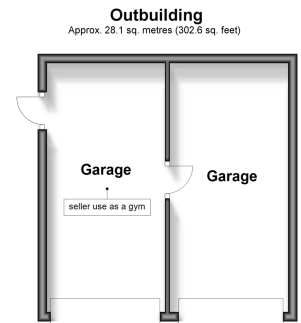 Outbuilding
Approx. 28.1 sq. metres (302.6 sq. feet)
Garage
Garage
seller use as a gym